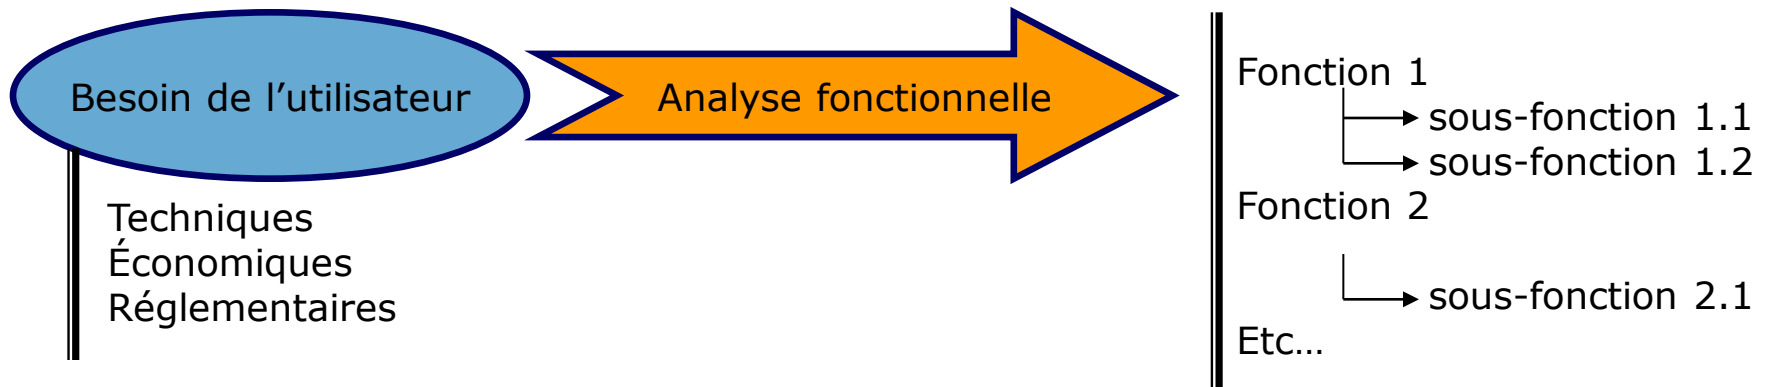 Besoin de l’utilisateur
Techniques
Économiques
Réglementaires
Analyse fonctionnelle
Fonction 1
sous-fonction 1.1
sous-fonction 1.2
Fonction 2
sous-fonction 2.1
Etc…